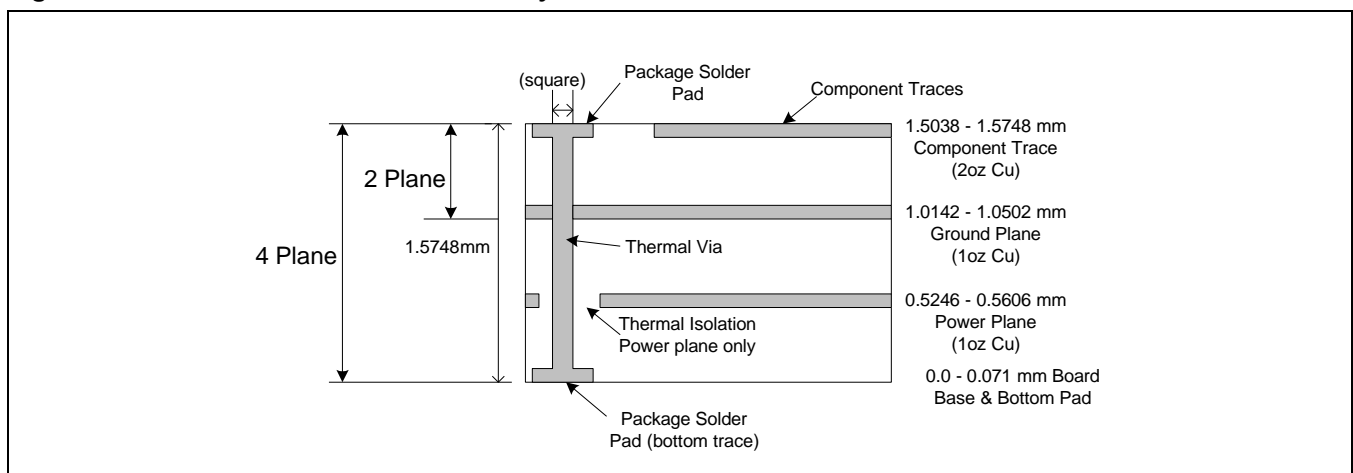 (square)
Package Solder
Pad
Component Traces
1.5038 - 1.5748 mm
Component Trace
(2oz Cu)
2 Plane
1.0142 - 1.0502 mm
Ground Plane
(1oz Cu)
4 Plane
1.5748mm
Thermal Via
0.5246 - 0.5606 mm
Power Plane
(1oz Cu)
Thermal Isolation
Power plane only
0.0 - 0.071 mm Board
Base & Bottom Pad
Package Solder
Pad (bottom trace)